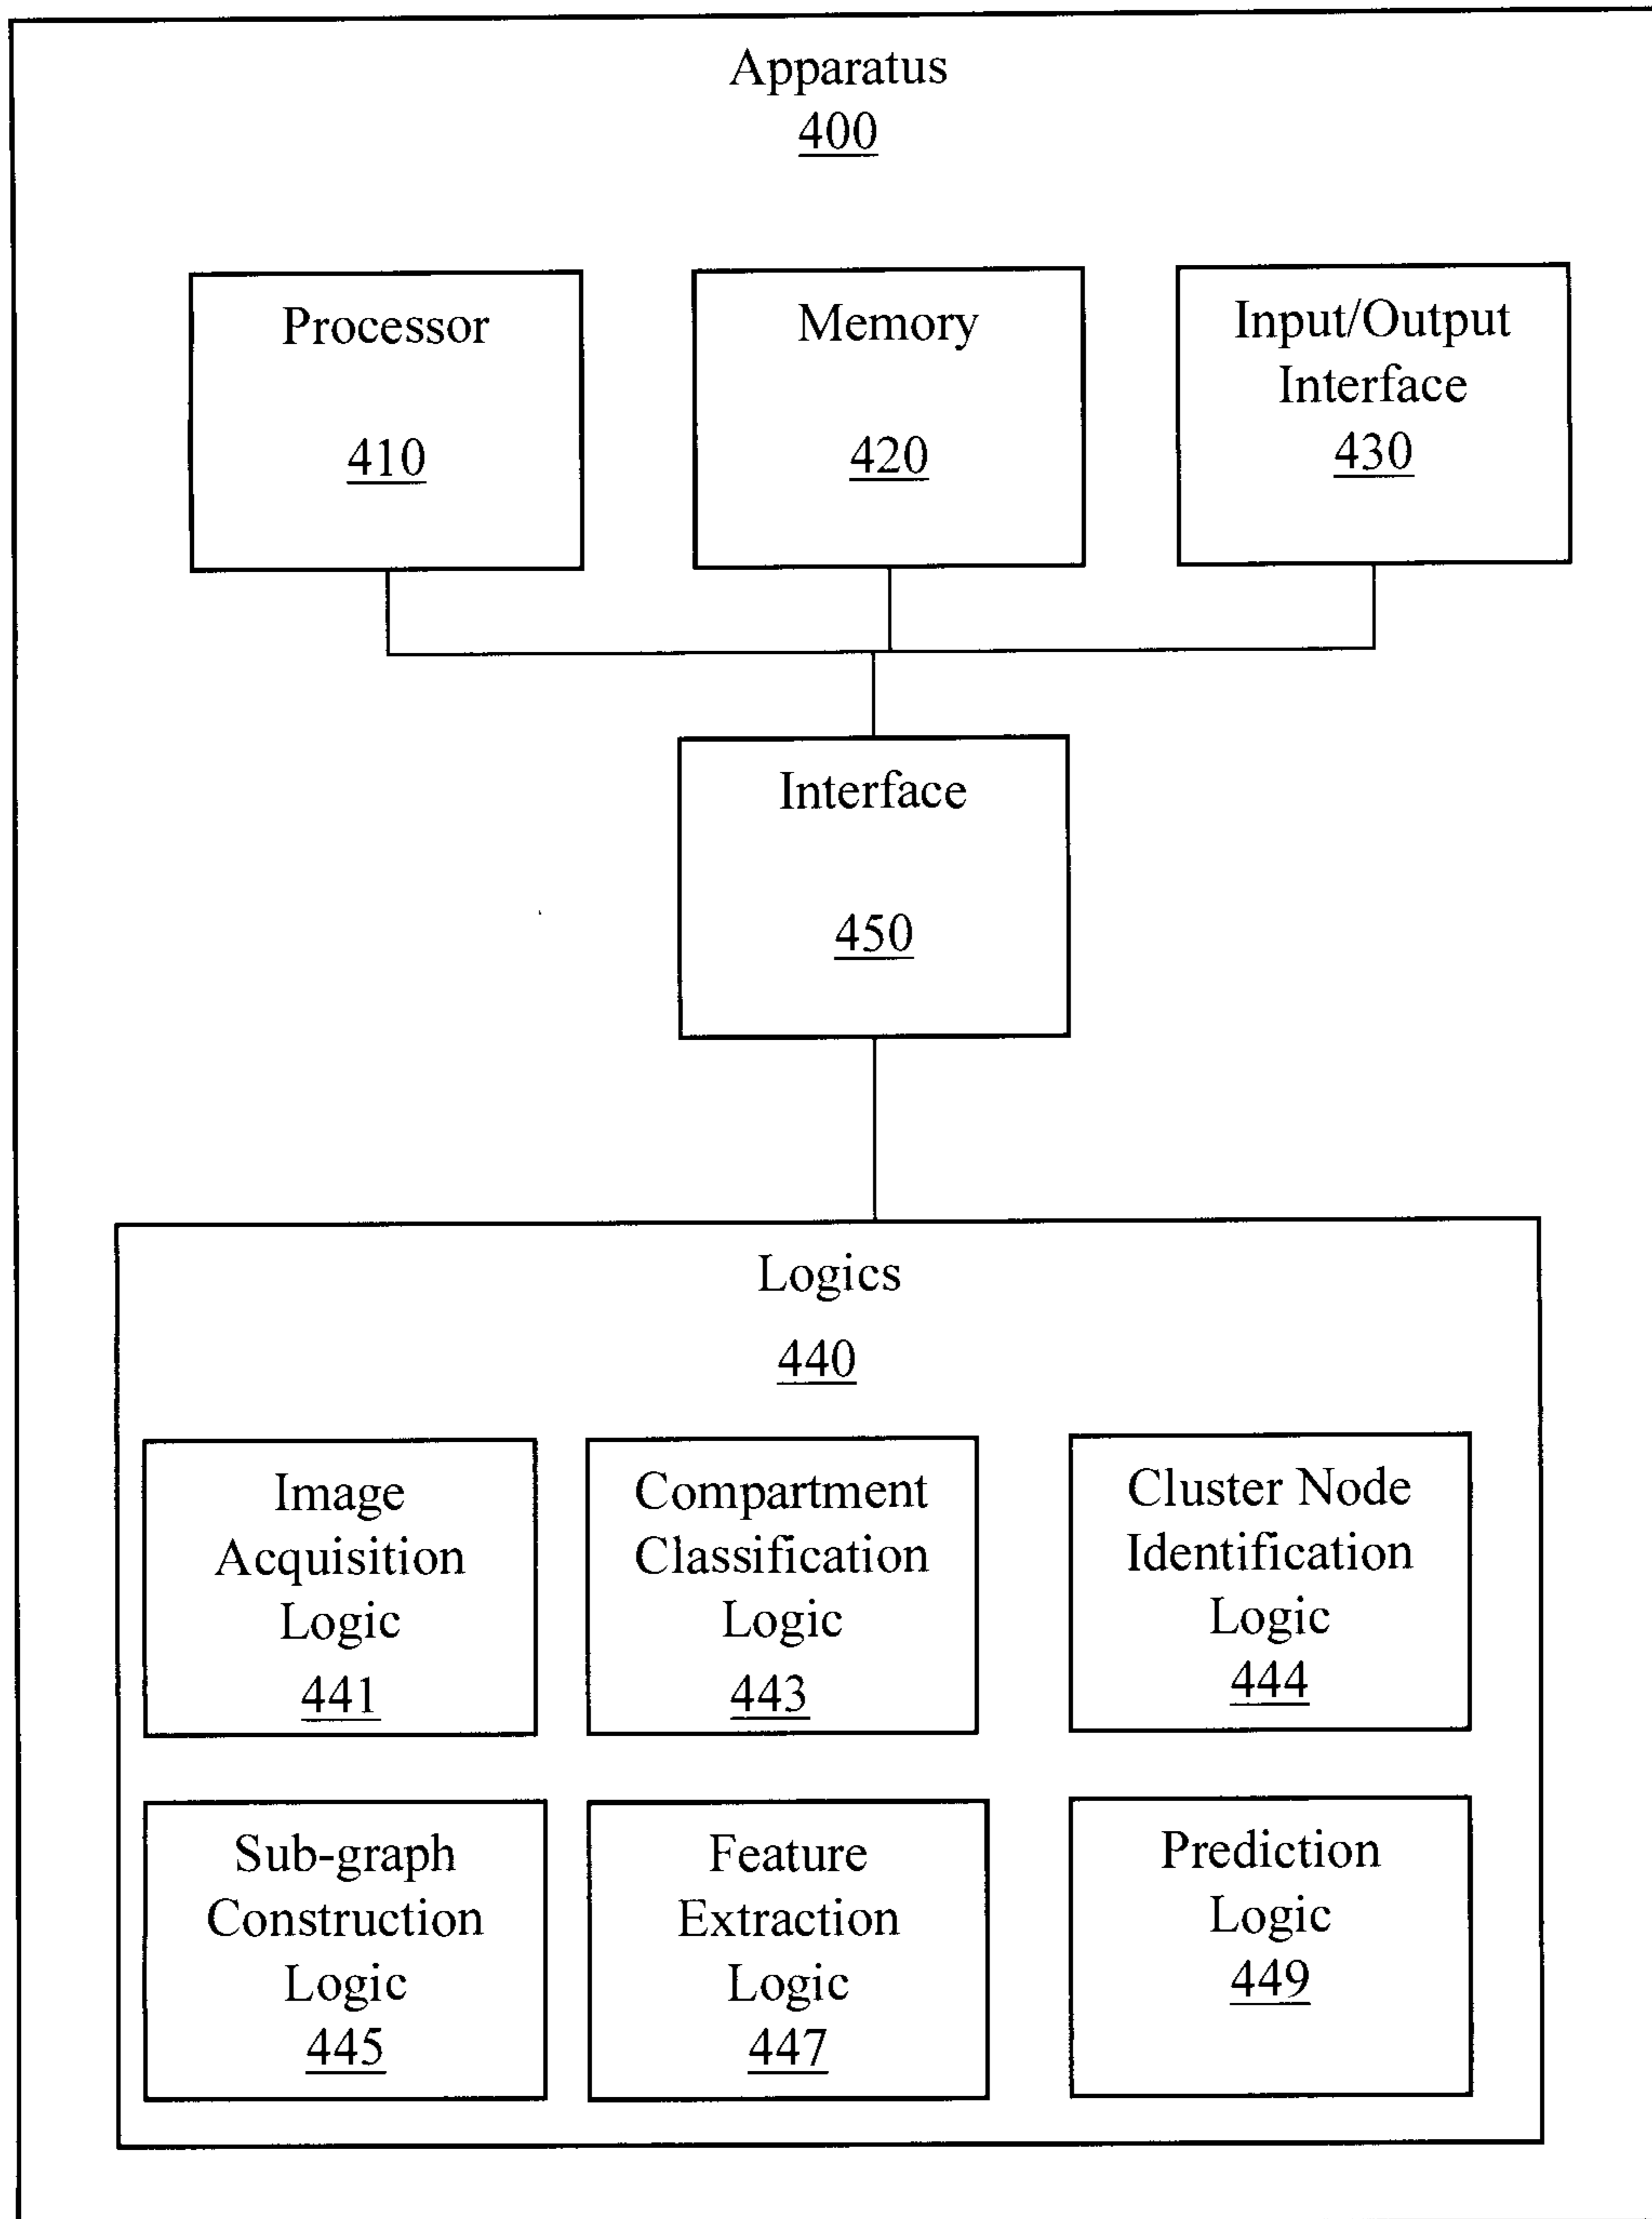 Apparatus
400
Processor
410
Memory
420
Input/Output
Interface
430
Interface
450
Logics
440
Image
Acquisition
Logic
441
Compartment
Classification
Logic
443
Cluster Node
Identification
Logic
444
Sub-graph
Construction
Logic
445
Feature
Extraction
Logic
447
Prediction
Logic
449